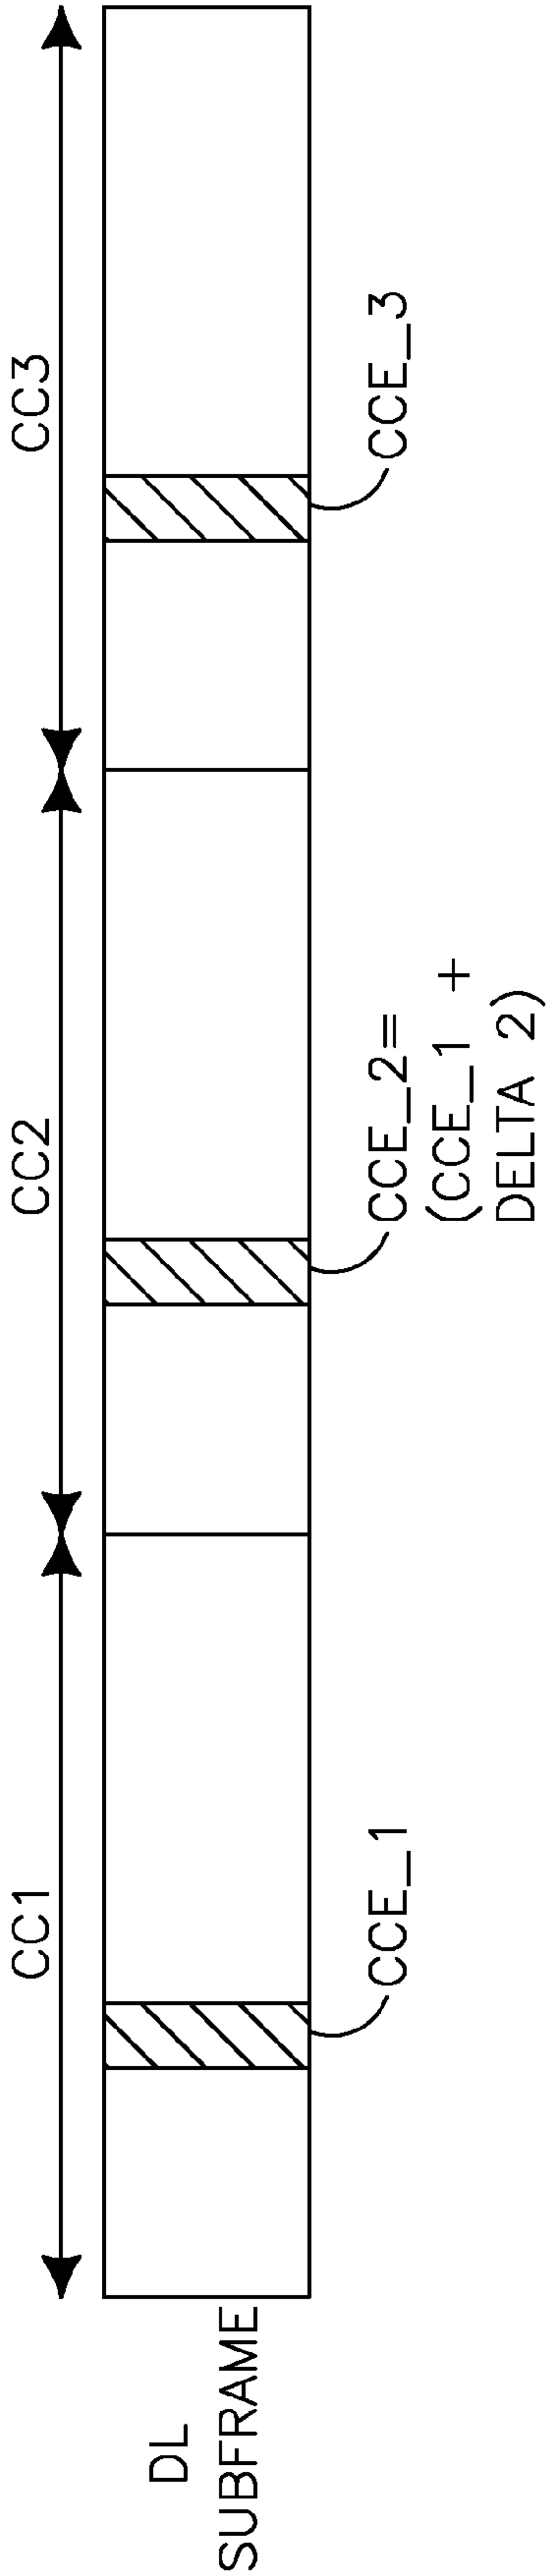 CC1
CC2
CC3
DL
SUBFRAME
CCE_1
CCE_2=
(CCE_1 +
DELTA 2)
CCE_3